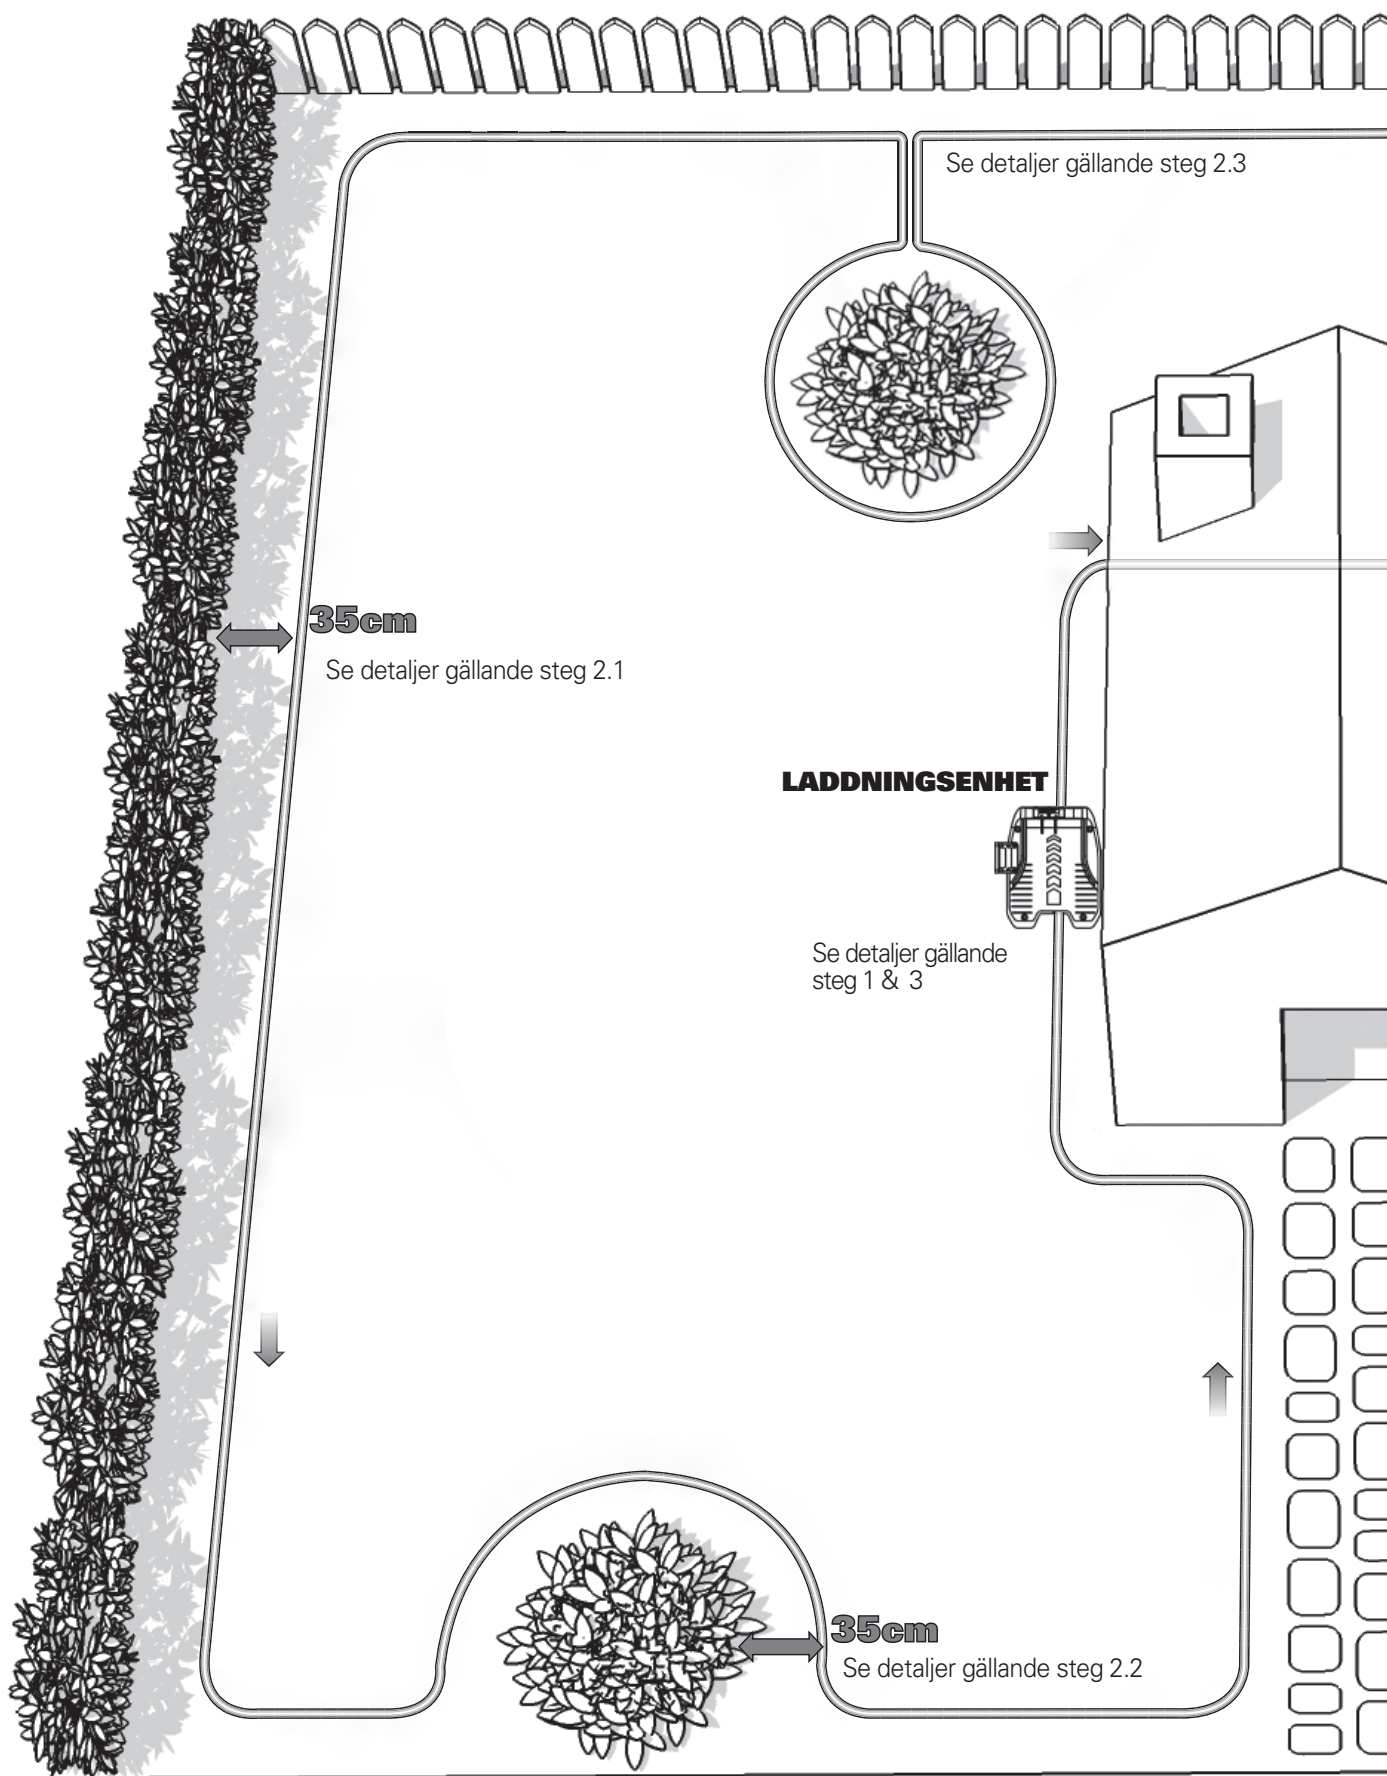 Se detaljer gällande steg 2.3
35cm
Se detaljer gällande steg 2.1
LADDNINGSENHET
Se detaljer gällande
steg 1 & 3
35cm
Se detaljer gällande steg 2.2